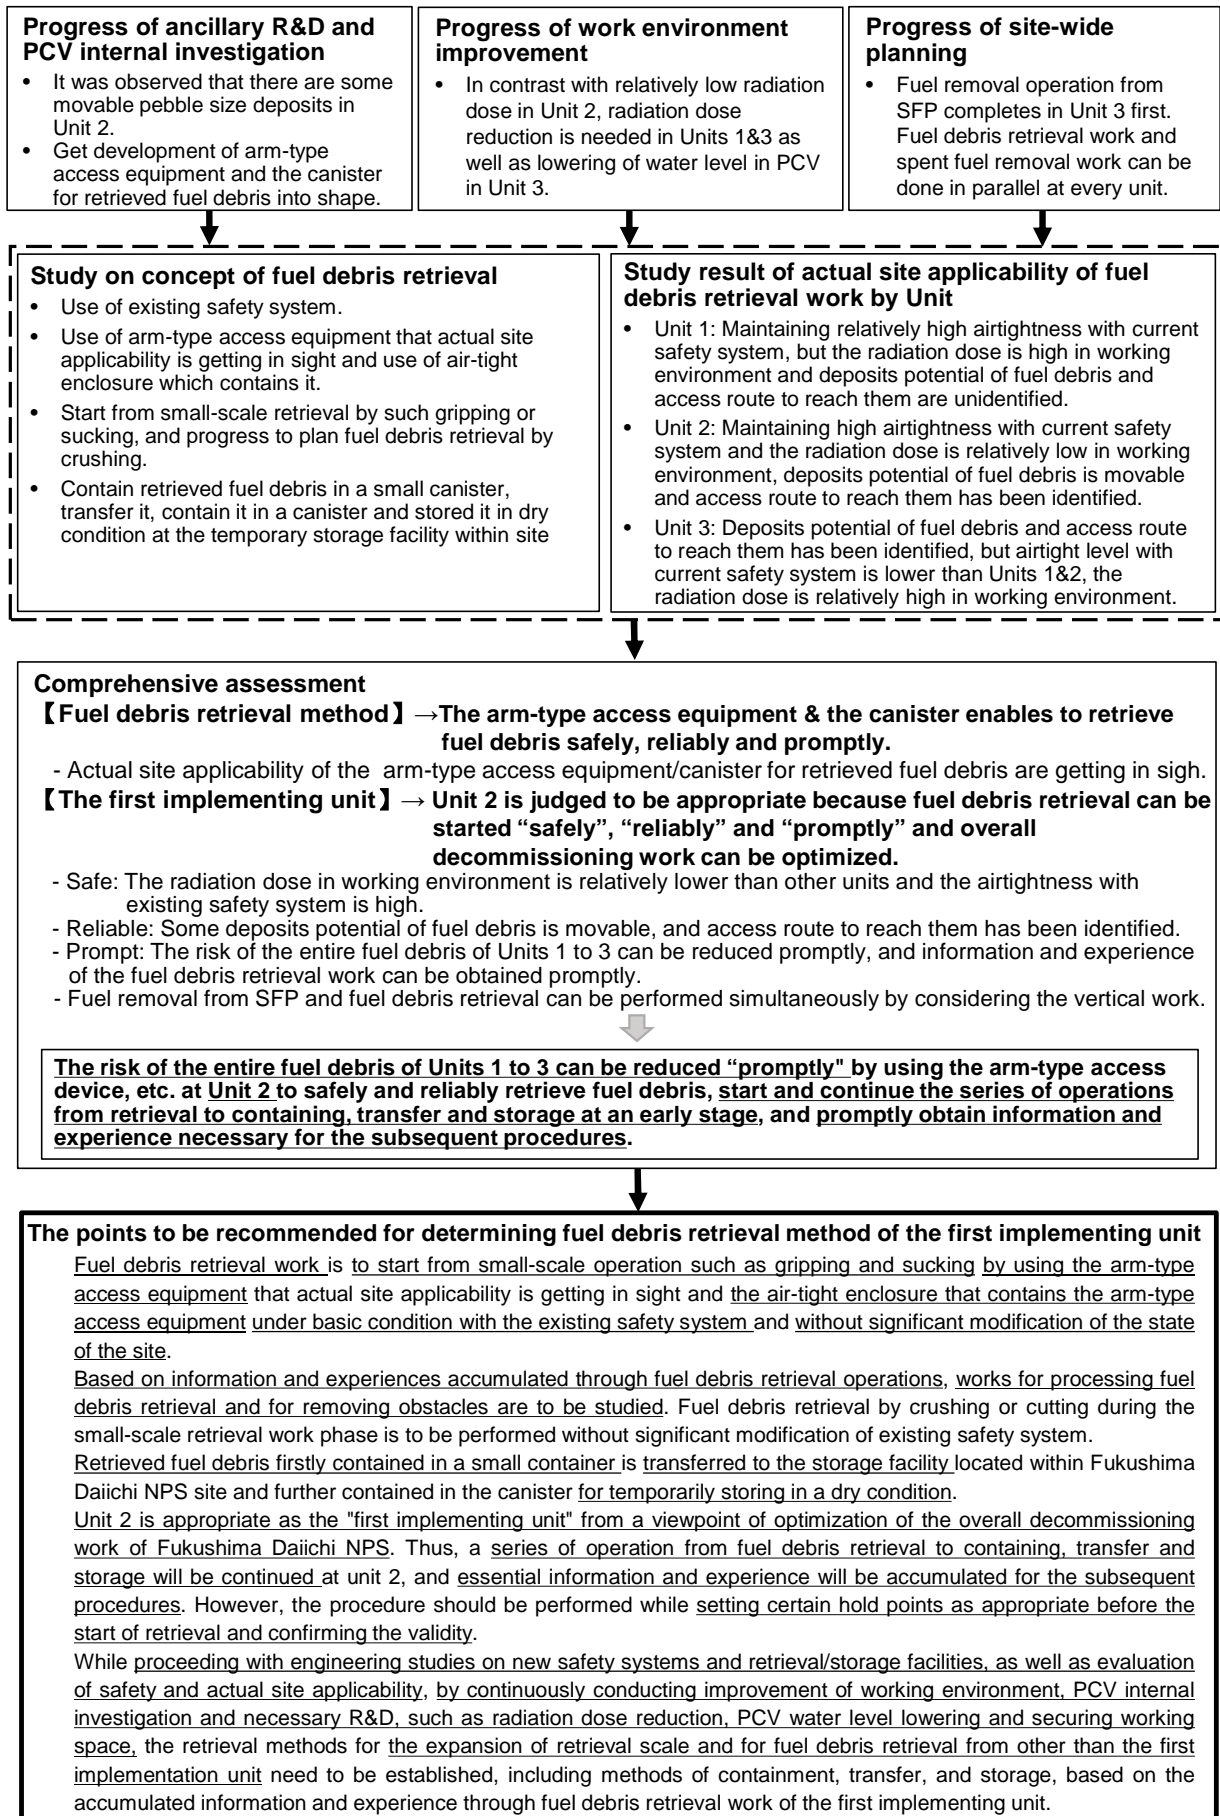 Progress of ancillary R&D and
PCV internal investigation
• It was observed that there are some
movable pebble size deposits in
Unit 2.
• Get development of arm-type
access equipment and the canister
for retrieved fuel debris into shape.
Progress of work environment
improvement
• In contrast with relatively low radiation
dose in Unit 2, radiation dose
reduction is needed in Units 1&3 as
well as lowering of water level in PCV
in Unit 3.
Progress of site-wide
planning
• Fuel removal operation from
SFP completes in Unit 3 first.
Fuel debris retrieval work and
spent fuel removal work can be
done in parallel at every unit.
Study on concept of fuel debris retrieval
• Use of existing safety system.
• Use of arm-type access equipment that actual site
applicability is getting in sight and use of air-tight
enclosure which contains it.
• Start from small-scale retrieval by such gripping or
sucking, and progress to plan fuel debris retrieval by
crushing.
• Contain retrieved fuel debris in a small canister,
transfer it, contain it in a canister and stored it in dry
condition at the temporary storage facility within site
Study result of actual site applicability of fuel
debris retrieval work by Unit
• Unit 1: Maintaining relatively high airtightness with current
safety system, but the radiation dose is high in working
environment and deposits potential of fuel debris and
access route to reach them are unidentified.
• Unit 2: Maintaining high airtightness with current safety
system and the radiation dose is relatively low in working
environment, deposits potential of fuel debris is movable
and access route to reach them has been identified.
• Unit 3: Deposits potential of fuel debris and access route
to reach them has been identified, but airtight level with
current safety system is lower than Units 1&2, the
radiation dose is relatively high in working environment.
Comprehensive assessment
【Fuel debris retrieval method】→The arm-type access equipment & the canister enables to retrieve
fuel debris safely, reliably and promptly.
- Actual site applicability of the arm-type access equipment/canister for retrieved fuel debris are getting in sigh.
【The first implementing unit】→ Unit 2 is judged to be appropriate because fuel debris retrieval can be
started “safely”, “reliably” and “promptly” and overall
decommissioning work can be optimized.
- Safe: The radiation dose in working environment is relatively lower than other units and the airtightness with
existing safety system is high.
- Reliable: Some deposits potential of fuel debris is movable, and access route to reach them has been identified.
- Prompt: The risk of the entire fuel debris of Units 1 to 3 can be reduced promptly, and information and experience
of the fuel debris retrieval work can be obtained promptly.
- Fuel removal from SFP and fuel debris retrieval can be performed simultaneously by considering the vertical work.
The risk of the entire fuel debris of Units 1 to 3 can be reduced “promptly" by using the arm-type access
device, etc. at Unit 2 to safely and reliably retrieve fuel debris, start and continue the series of operations
from retrieval to containing, transfer and storage at an early stage, and promptly obtain information and
experience necessary for the subsequent procedures.
The points to be recommended for determining fuel debris retrieval method of the first implementing unit
Fuel debris retrieval work is to start from small-scale operation such as gripping and sucking by using the arm-type
access equipment that actual site applicability is getting in sight and the air-tight enclosure that contains the arm-type
access equipment under basic condition with the existing safety system and without significant modification of the state
of the site.
Based on information and experiences accumulated through fuel debris retrieval operations, works for processing fuel
debris retrieval and for removing obstacles are to be studied. Fuel debris retrieval by crushing or cutting during the
small-scale retrieval work phase is to be performed without significant modification of existing safety system.
Retrieved fuel debris firstly contained in a small container is transferred to the storage facility located within Fukushima
Daiichi NPS site and further contained in the canister for temporarily storing in a dry condition.
Unit 2 is appropriate as the "first implementing unit" from a viewpoint of optimization of the overall decommissioning
work of Fukushima Daiichi NPS. Thus, a series of operation from fuel debris retrieval to containing, transfer and
storage will be continued at unit 2, and essential information and experience will be accumulated for the subsequent
procedures. However, the procedure should be performed while setting certain hold points as appropriate before the
start of retrieval and confirming the validity.
While proceeding with engineering studies on new safety systems and retrieval/storage facilities, as well as evaluation
of safety and actual site applicability, by continuously conducting improvement of working environment, PCV internal
investigation and necessary R&D, such as radiation dose reduction, PCV water level lowering and securing working
space, the retrieval methods for the expansion of retrieval scale and for fuel debris retrieval from other than the first
implementation unit need to be established, including methods of containment, transfer, and storage, based on the
accumulated information and experience through fuel debris retrieval work of the first implementing unit.